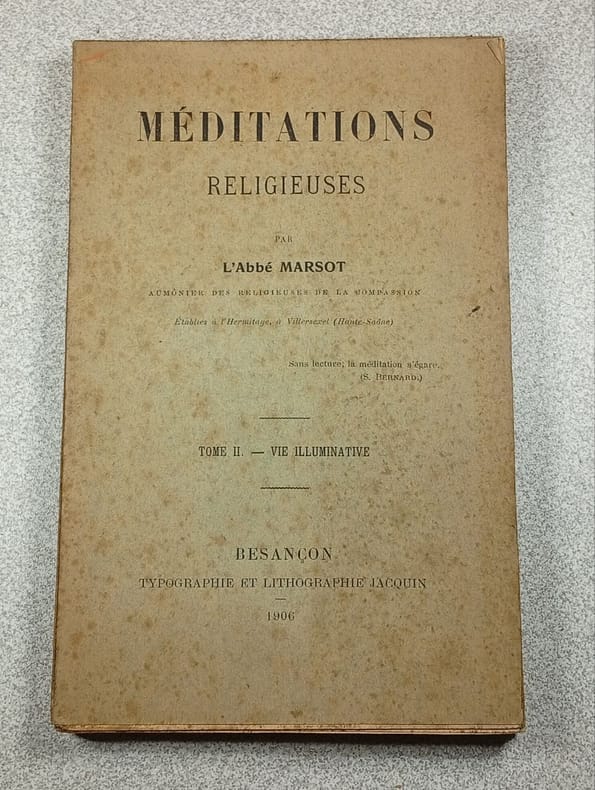 MÉDITATIONS
RELIGIEUSES
PAR
L'Abbé MARSOT
AUMÔNIER DES RELIGIEUSES DE LA COMPASSION
Établies à l'Hermitage, à Villersexel (Haute-Saône)
Sans lecture, la méditation s'égare.
(S. BERNARD.)
TOME II. — VIE ILLUMINATIVE
BESANÇON
TYPOGRAPHIE ET LITHOGRAPHIE JACQUIN
1906